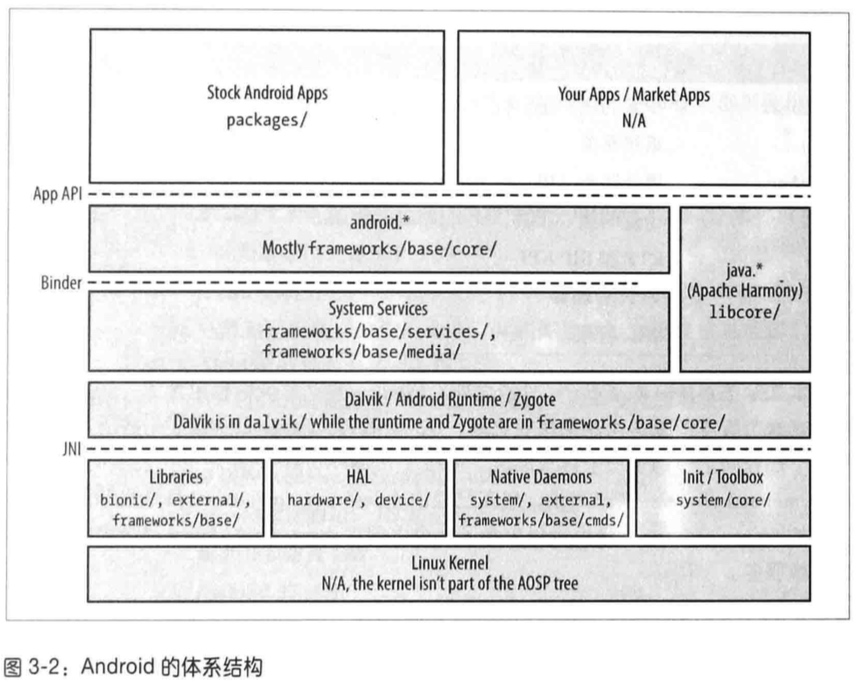 Stock Android Apps
packages/
Your Apps / Market Apps
N/A
App API
android.*
Mostly frameworks/base/core/
java.*
(Apache Harmony)
libcore/
Binder
System Services
frameworks/base/services/,
frameworks/base/media/
Dalvik / Android Runtime / Zygote
Dalvik is in dalvik/ while the runtime and Zygote are in frameworks/base/core/
JNI
Libraries
bionic/, external/,
frameworks/base/
HAL
hardware/, device/
Native Daemons
system/, external,
frameworks/base/cmds/
Init / Toolbox
system/core/
Linux Kernel
N/A, the kernel isn't part of the AOSP tree
图 3-2：Android 的体系结构